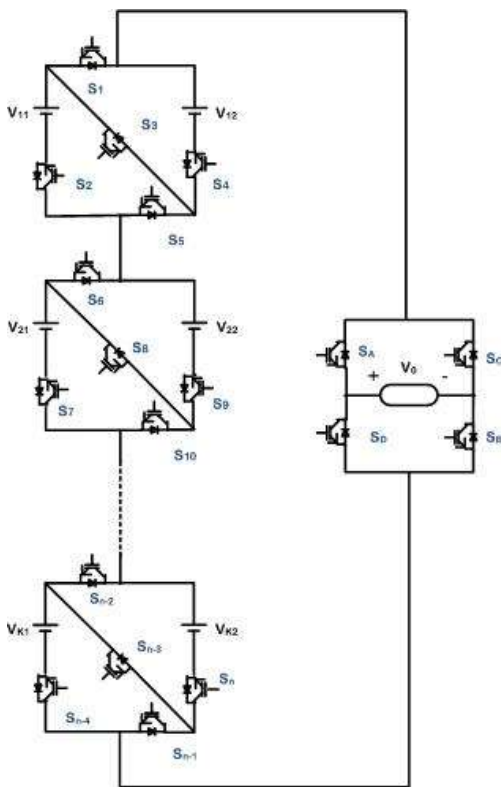 S1
V11
S3
V12
S2
S4
S5
S6
V21
S8
V22
S7
S9
S10
SA
V0
SC
+
-
SD
SB
Sn-2
VK1
Sn-3
VK2
Sn
Sn-4
Sn-1